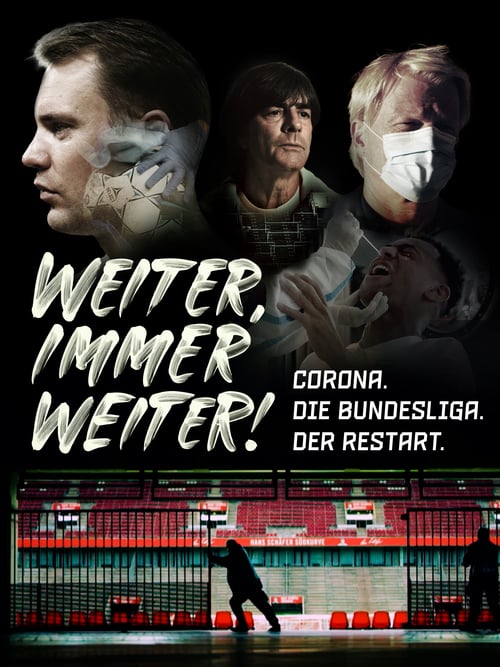 WEITER,
IMMER
WEITER!
CORONA.
DIE BUNDESLIGA.
DER RESTART.
HANS SCHÄFER SÜDKURVE